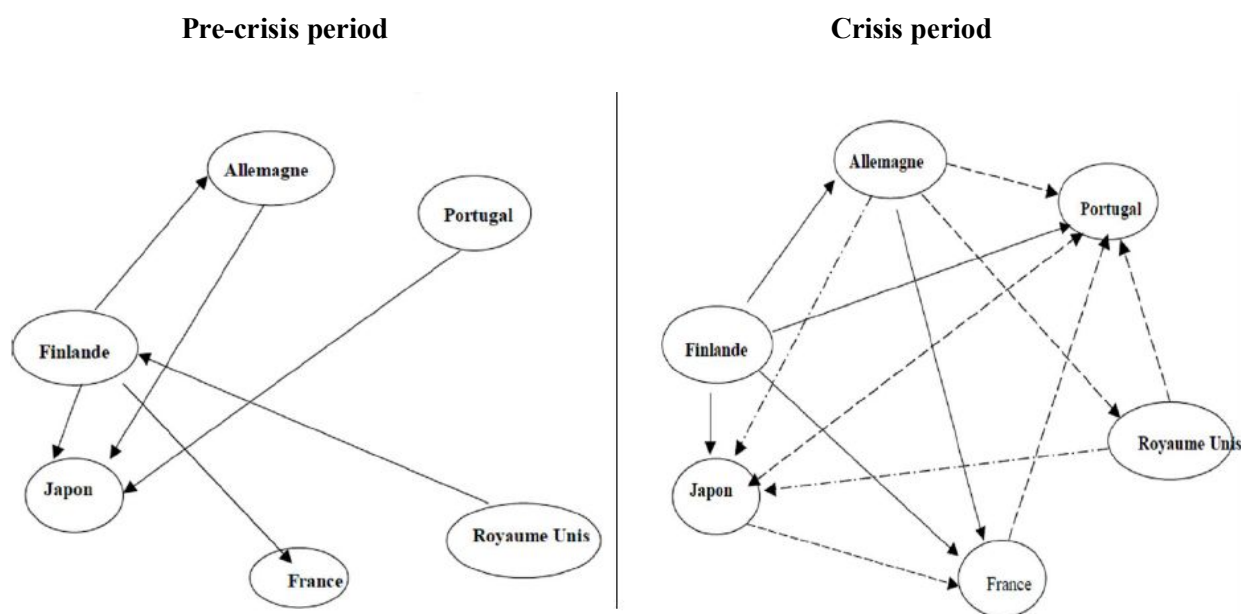 Pre-crisis period
Crisis period
Allemagne
Portugal
Finlande
Japon
Royaume Unis
France
Allemagne
Portugal
Finlande
Royaume Unis
Japon
France